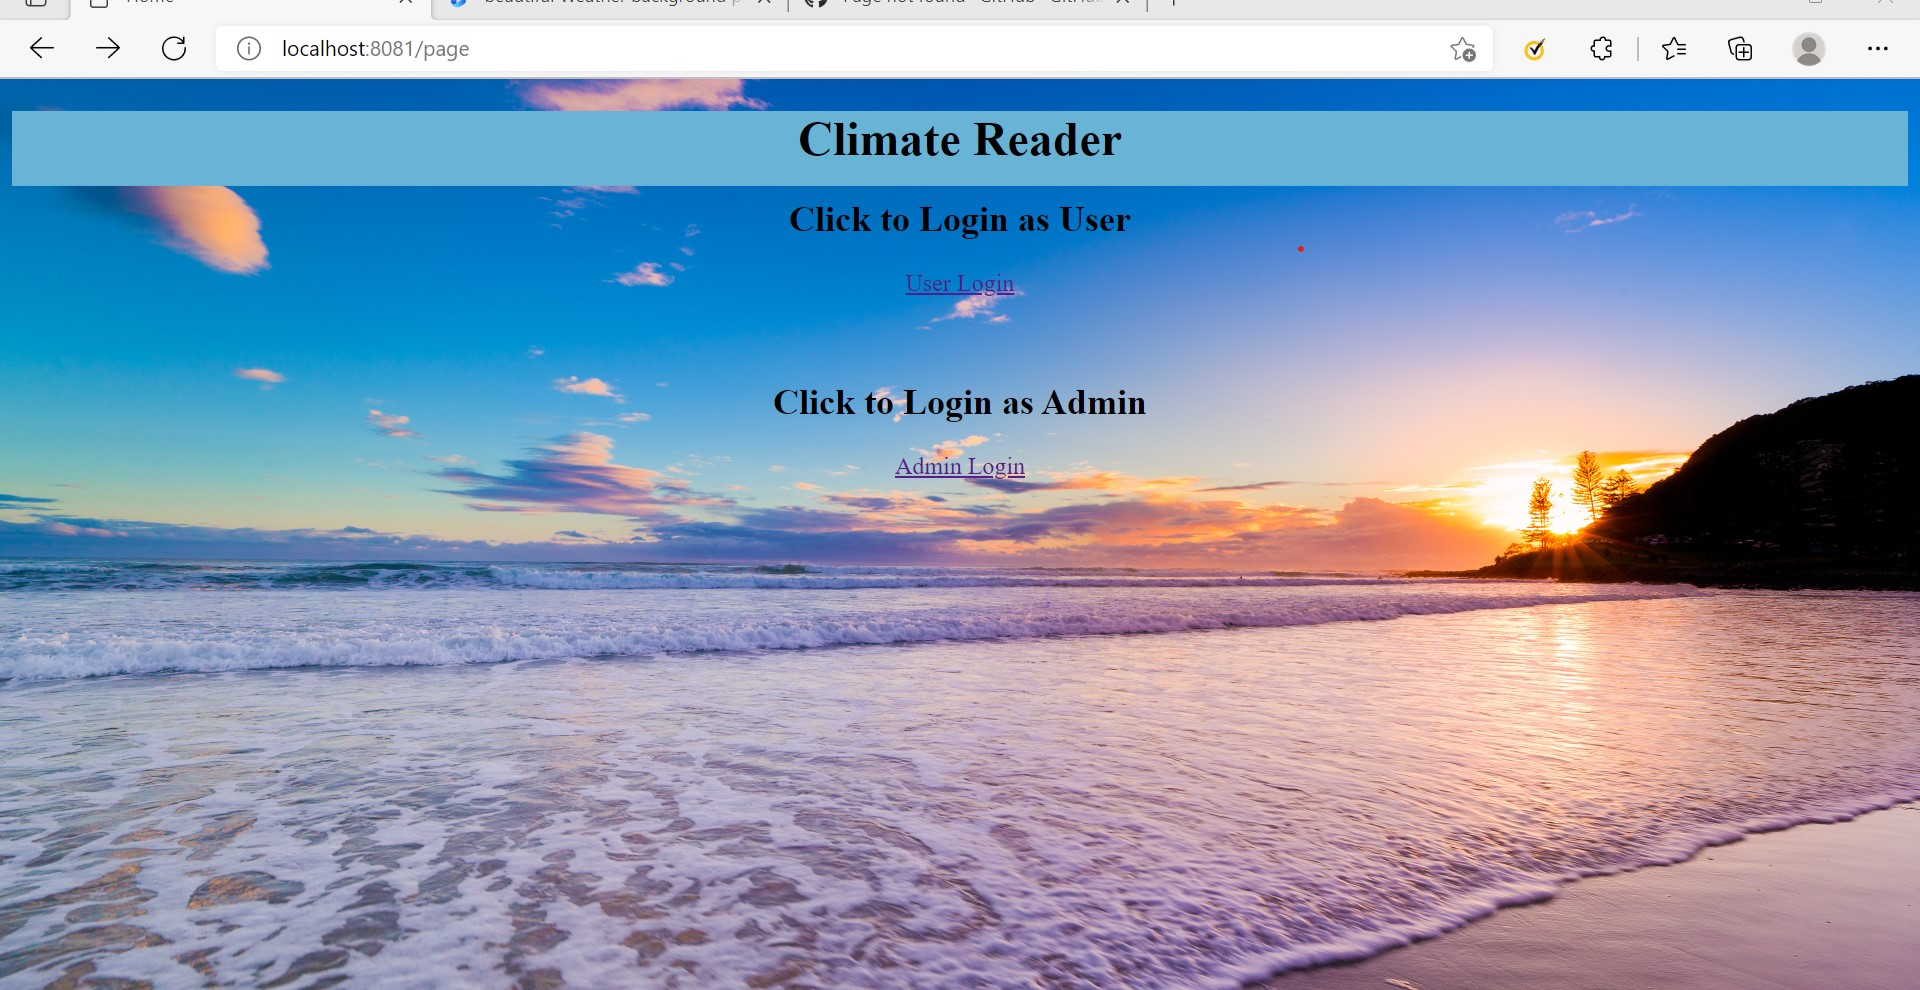 localhost:8081/page
Climate Reader
Click to Login as User
User Login
Click to Login as Admin
Admin Login